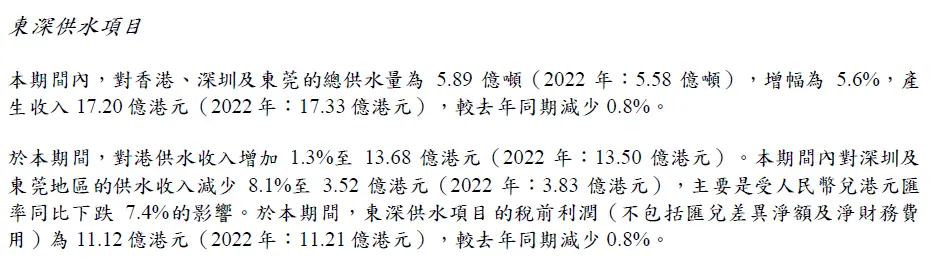 東深供水項目
本期間內，對香港、深圳及東莞的總供水量為 5.89 億噸（2022 年：5.58 億噸），增幅為 5.6%，產
生收入 17.20 億港元（2022 年：17.33 億港元），較去年同期減少 0.8%。
於本期間，對港供水收入增加 1.3%至 13.68 億港元（2022 年：13.50 億港元）。本期間內對深圳及
東莞地區的供水收入減少 8.1%至 3.52 億港元（2022 年：3.83 億港元），主要是受人民幣兌港元匯
率同比下跌 7.4%的影響。於本期間，東深供水項目的稅前利潤（不包括匯兌差異淨額及淨財務費
用）為 11.12 億港元（2022 年：11.21 億港元），較去年同期減少 0.8%。